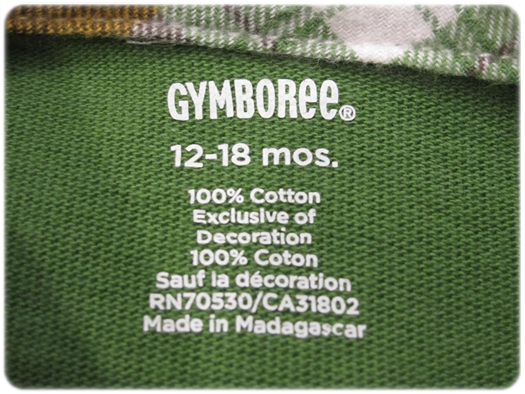 GYMBOREE®
12-18 mos.
100% Cotton
Exclusive of
Decoration
100% Coton
Sauf la décoration
RN70530/CA31802
Made in Madagascar